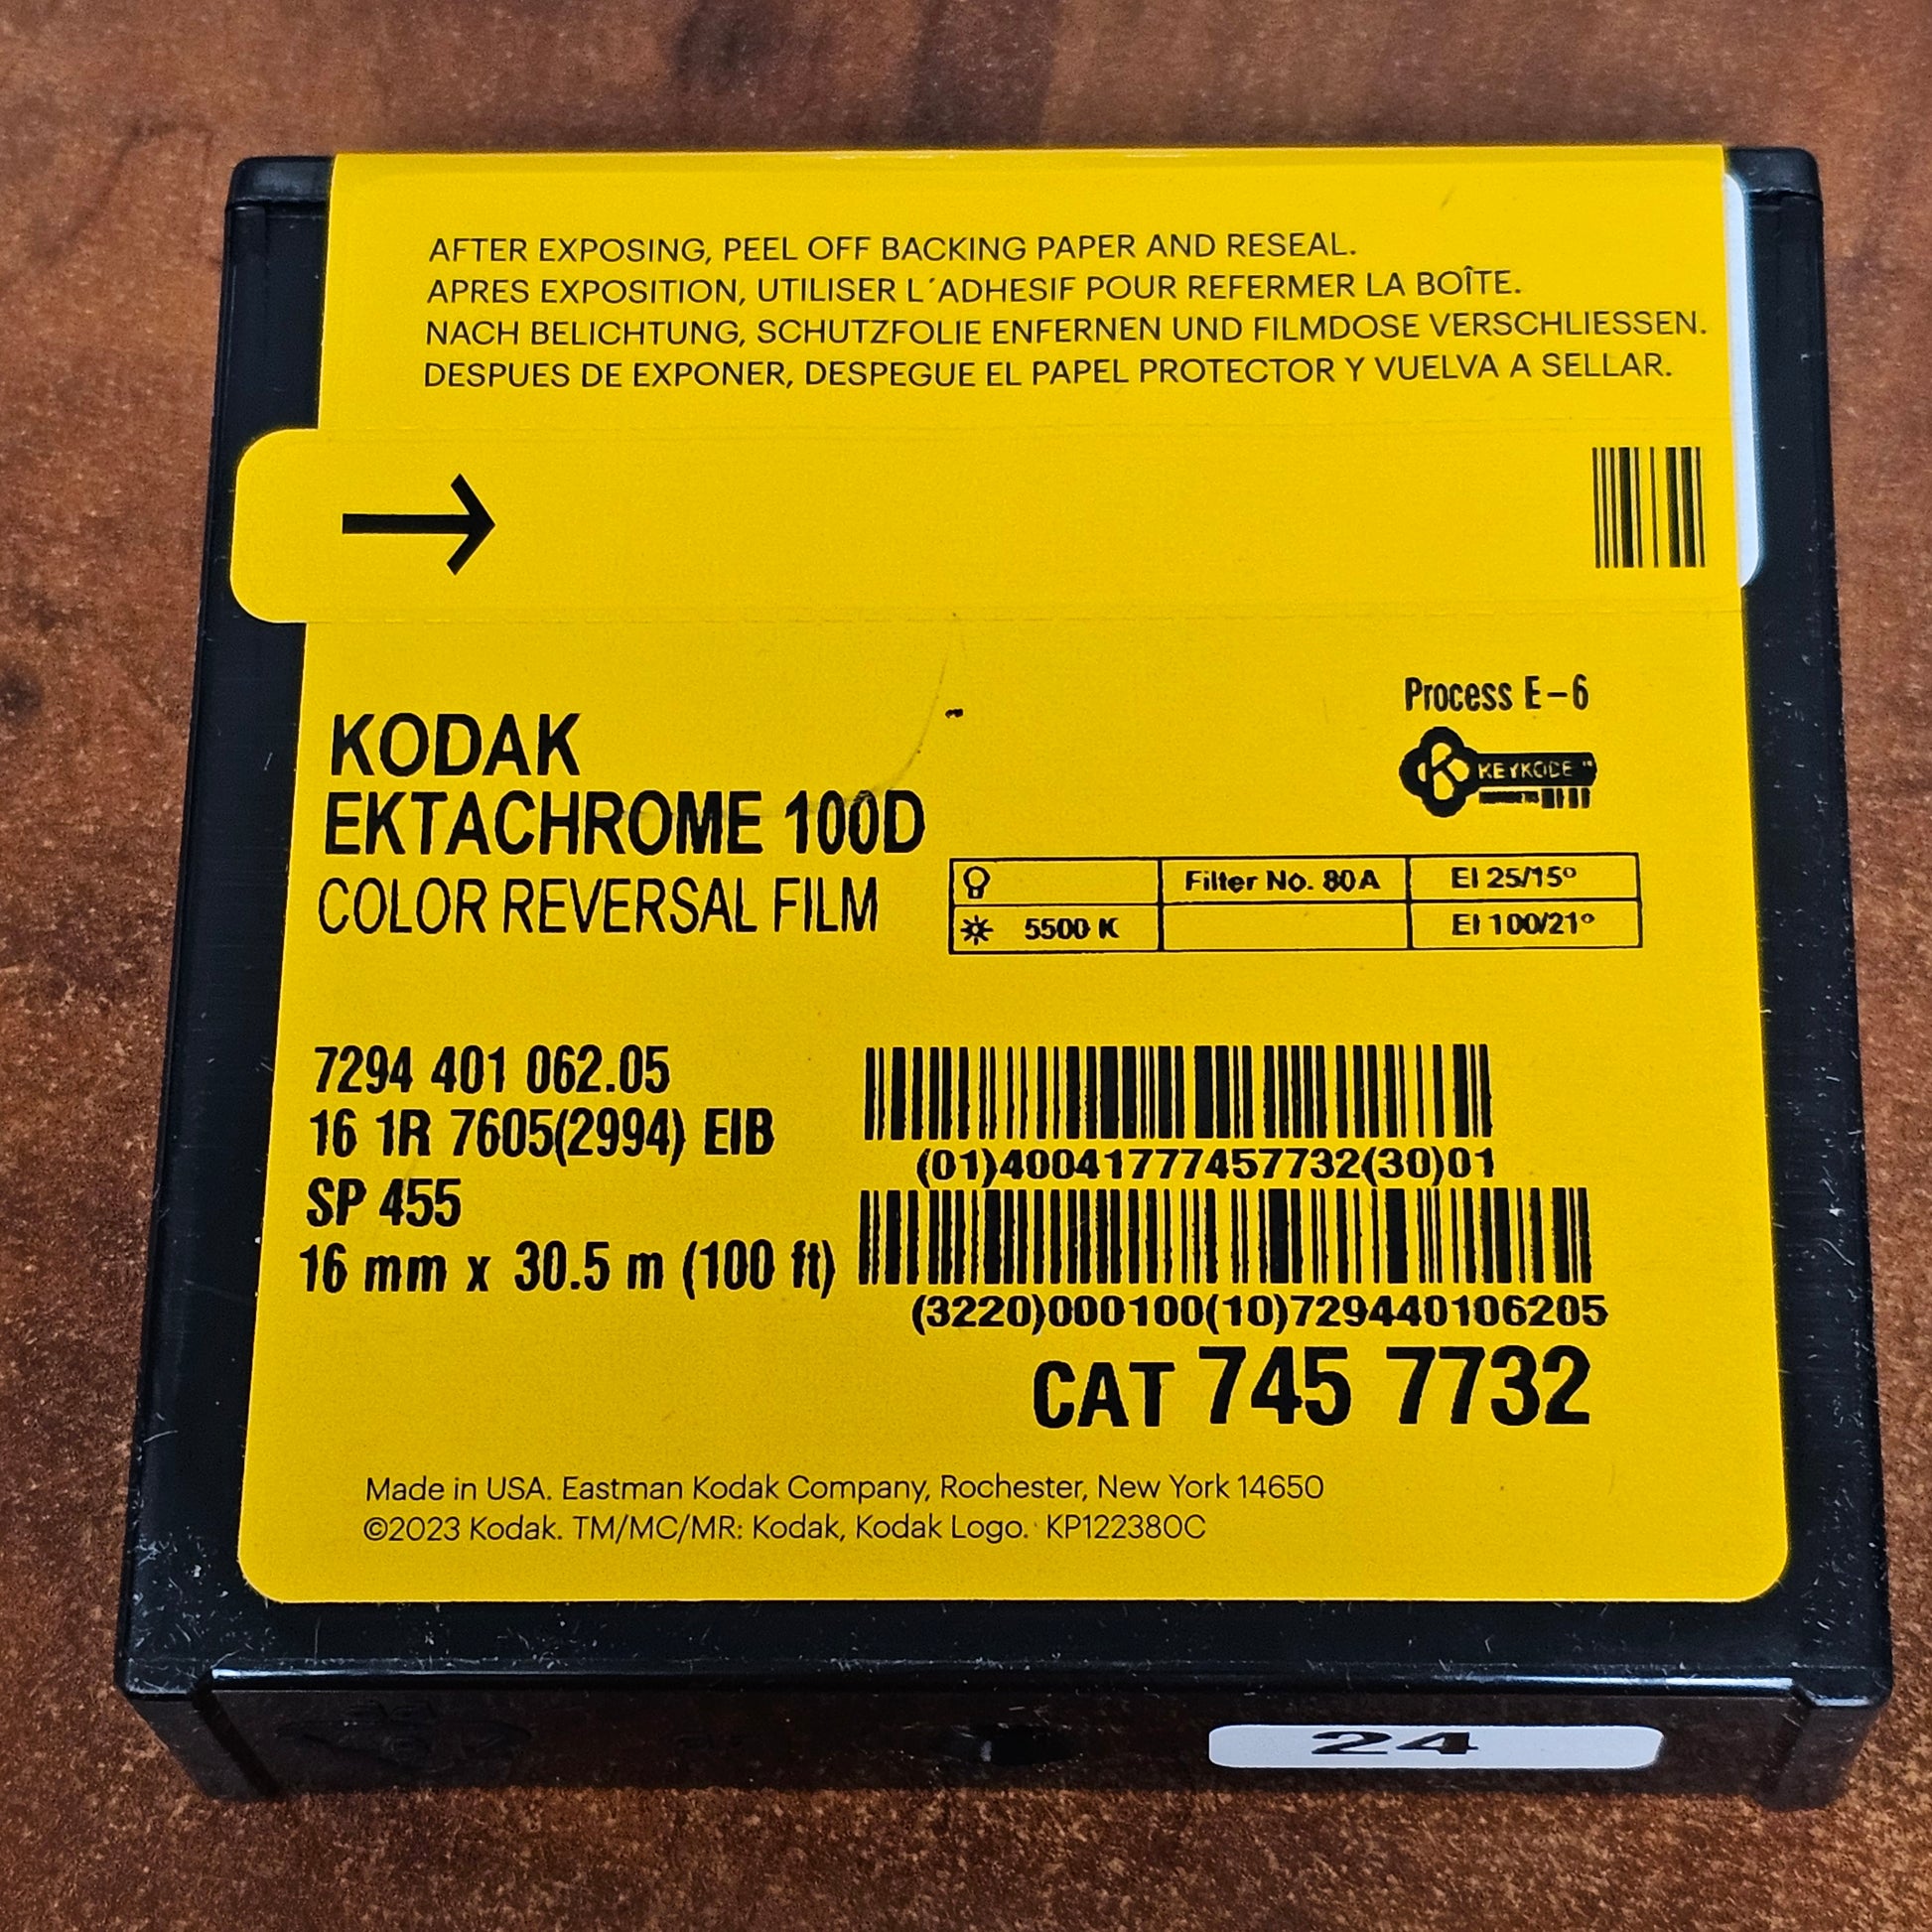 AFTER EXPOSING, PEEL OFF BACKING PAPER AND RESEAL.
APRES EXPOSITION, UTILISER L´ADHESIF POUR REFERMER LA BOÎTE.
NACH BELICHTUNG, SCHUTZFOLIE ENFERNEN UND FILMDOSE VERSCHLIESSEN.
DESPUES DE EXPONER, DESPEGUE EL PAPEL PROTECTOR Y VUELVA A SELLAR.
Process E-6
KEYKODE
KODAK
EKTACHROME 100D
COLOR REVERSAL FILM
Filter No. 80A EI 25/15°
5500 K EI 100/21°
7294 401 062.05
16 1R 7605(2994) EIB
SP 455
16 mm x 30.5 m (100 ft)
(01)40041777457732(30)01
(3220)000100(10)729440106205
CAT 745 7732
Made in USA. Eastman Kodak Company, Rochester, New York 14650
©2023 Kodak. TM/MC/MR: Kodak, Kodak Logo. KP122380C
24